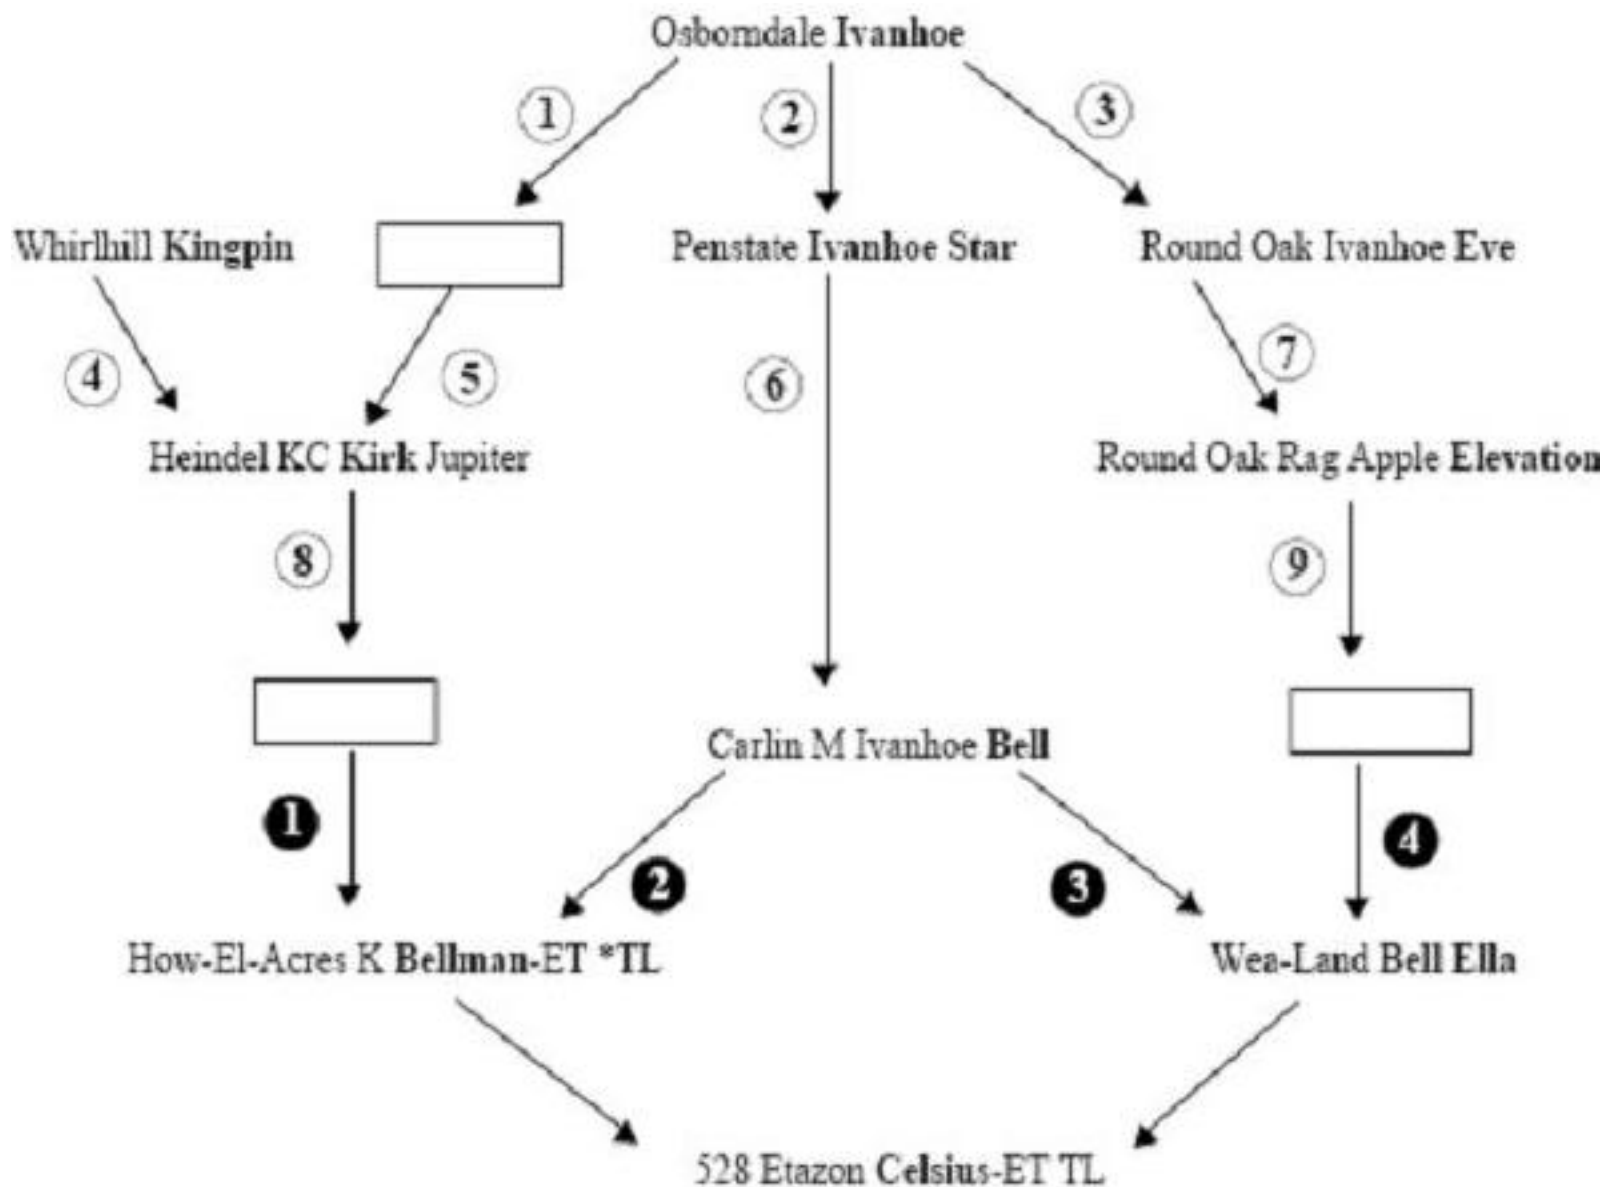 Osborndale Ivanhoe
1
2
3
Whirlhill Kingpin
Penstate Ivanhoe Star
Round Oak Ivanhoe Eve
4
5
6
7
Heindel KC Kirk Jupiter
Round Oak Rag Apple Elevation
8
9
Carlin M Ivanhoe Bell
1
2
3
4
How-El-Acres K Bellman-ET *TL
Wea-Land Bell Ella
528 Etazon Celsius-ET TL